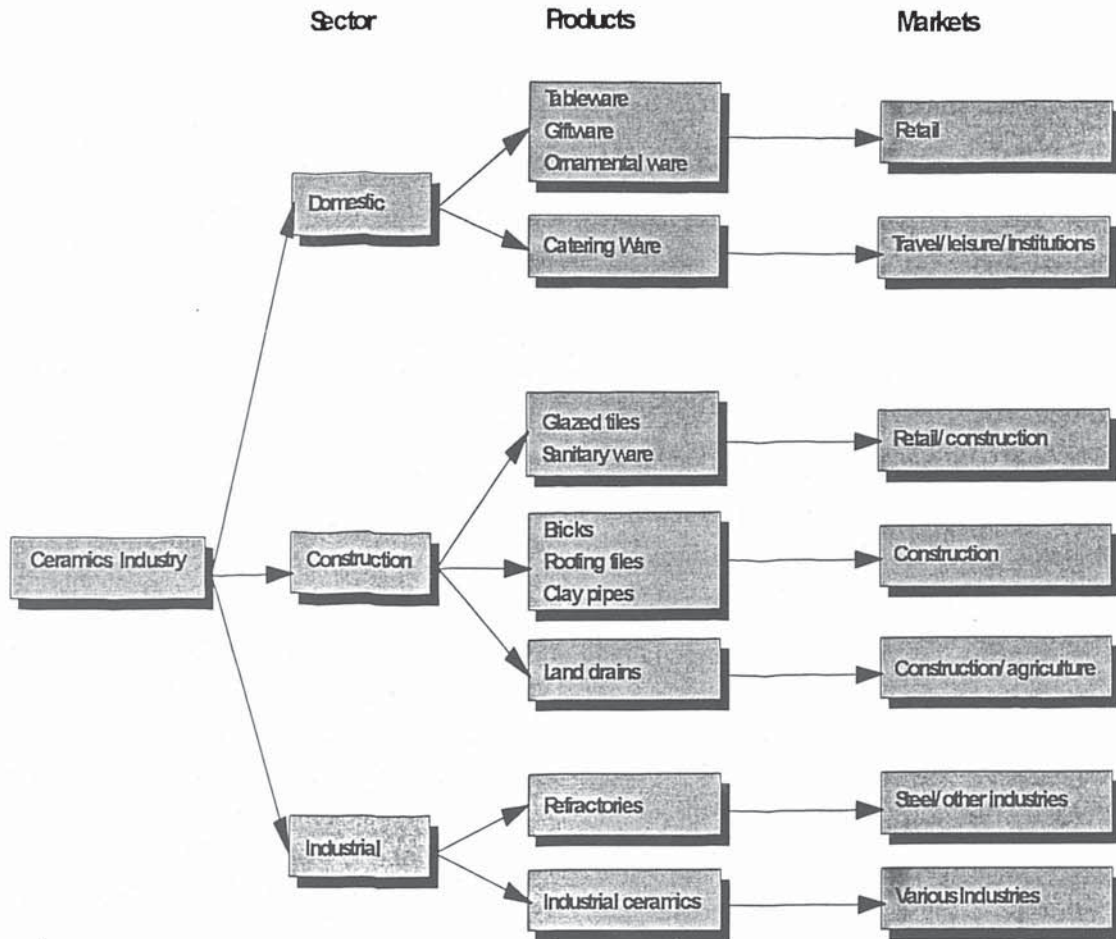 Sector Products Markets
Tableware
Giftware
Ornamental ware
Retail
Domestic
Catering Ware
Travel/ leisure/ institutions
Glazed tiles
Sanitary ware
Retail/ construction
Ceramics Industry
Construction
Bricks
Roofing tiles
Clay pipes
Construction
Land drains
Construction/ agriculture
Refractories
Steel/ other industries
Industrial
Industrial ceramics
Various Industries